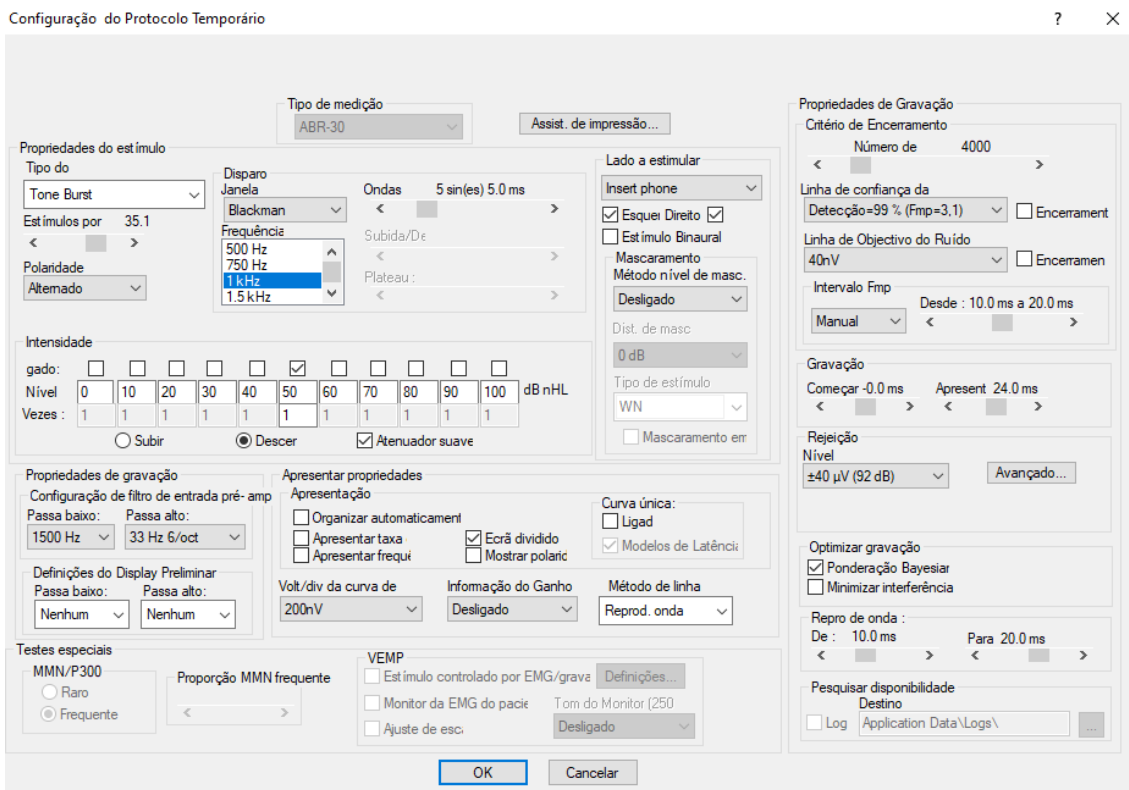 Configuração do Protocolo Temporário
?
Tipo de medição
ABR-30
Assist. de impressão...
Propriedades do estímulo
Tipo do
Tone Burst
Estímulos por 35.1
Polaridade
Alternado
Disparo
Janela
Blackman
Frequência
500 Hz
750 Hz
1 kHz
1.5 kHz
Ondas 5 sin(es) 5.0 ms
Subida/De
Plateau :
Lado a estimular
Insert phone
Esquer Direito
Estímulo Binaural
Mascaramento
Método nível de masc.
Desligado
Dist. de masc
0 dB
Tipo de estímulo
WN
Mascaramento em
Intensidade
gado:
Nível 0 10 20 30 40 50 60 70 80 90 100 dB nHL
Vezes : 1 1 1 1 1 1 1 1 1 1 1
Subir Descer Atenuador suave
Propriedades de gravação
Configuração de filtro de entrada pré- amp
Passa baixo: Passa alto:
1500 Hz 33 Hz 6/oct
Definições do Display Preliminar
Passa baixo: Passa alto:
Nenhum Nenhum
Apresentar propriedades
Apresentação
Organizar automaticament
Apresentar taxa Ecrã dividido
Apresentar frequê Mostrar polarid
Curva única:
Ligad
Modelos de Latência
Volt/div da curva de
200nV
Informação do Ganho
Desligado
Método de linha
Reprod. onda
Testes especiais
MMN/P300
Raro
Frequente
Proporção MMN frequente
VEMP
Estímulo controlado por EMG/grava Definições...
Monitor da EMG do pacie Tom do Monitor (250
Ajuste de esca Desligado
Propriedades de Gravação
Critério de Encerramento
Número de 4000
Linha de confiança da
Detecção=99 % (Fmp=3,1) Encerrament
Linha de Objectivo do Ruído
40nV Encerramen
Intervalo Fmp
Desde : 10.0 ms a 20.0 ms
Manual
Gravação
Começar -0.0 ms Apresent 24.0 ms
Rejeição
Nível
±40 µV (92 dB) Avançado...
Optimizar gravação
Ponderação Bayesian
Minimizar interferência
Repro de onda :
De : 10.0 ms Para 20.0 ms
Pesquisar disponibilidade
Destino
Log Application Data\Logs\ ...
OK Cancelar